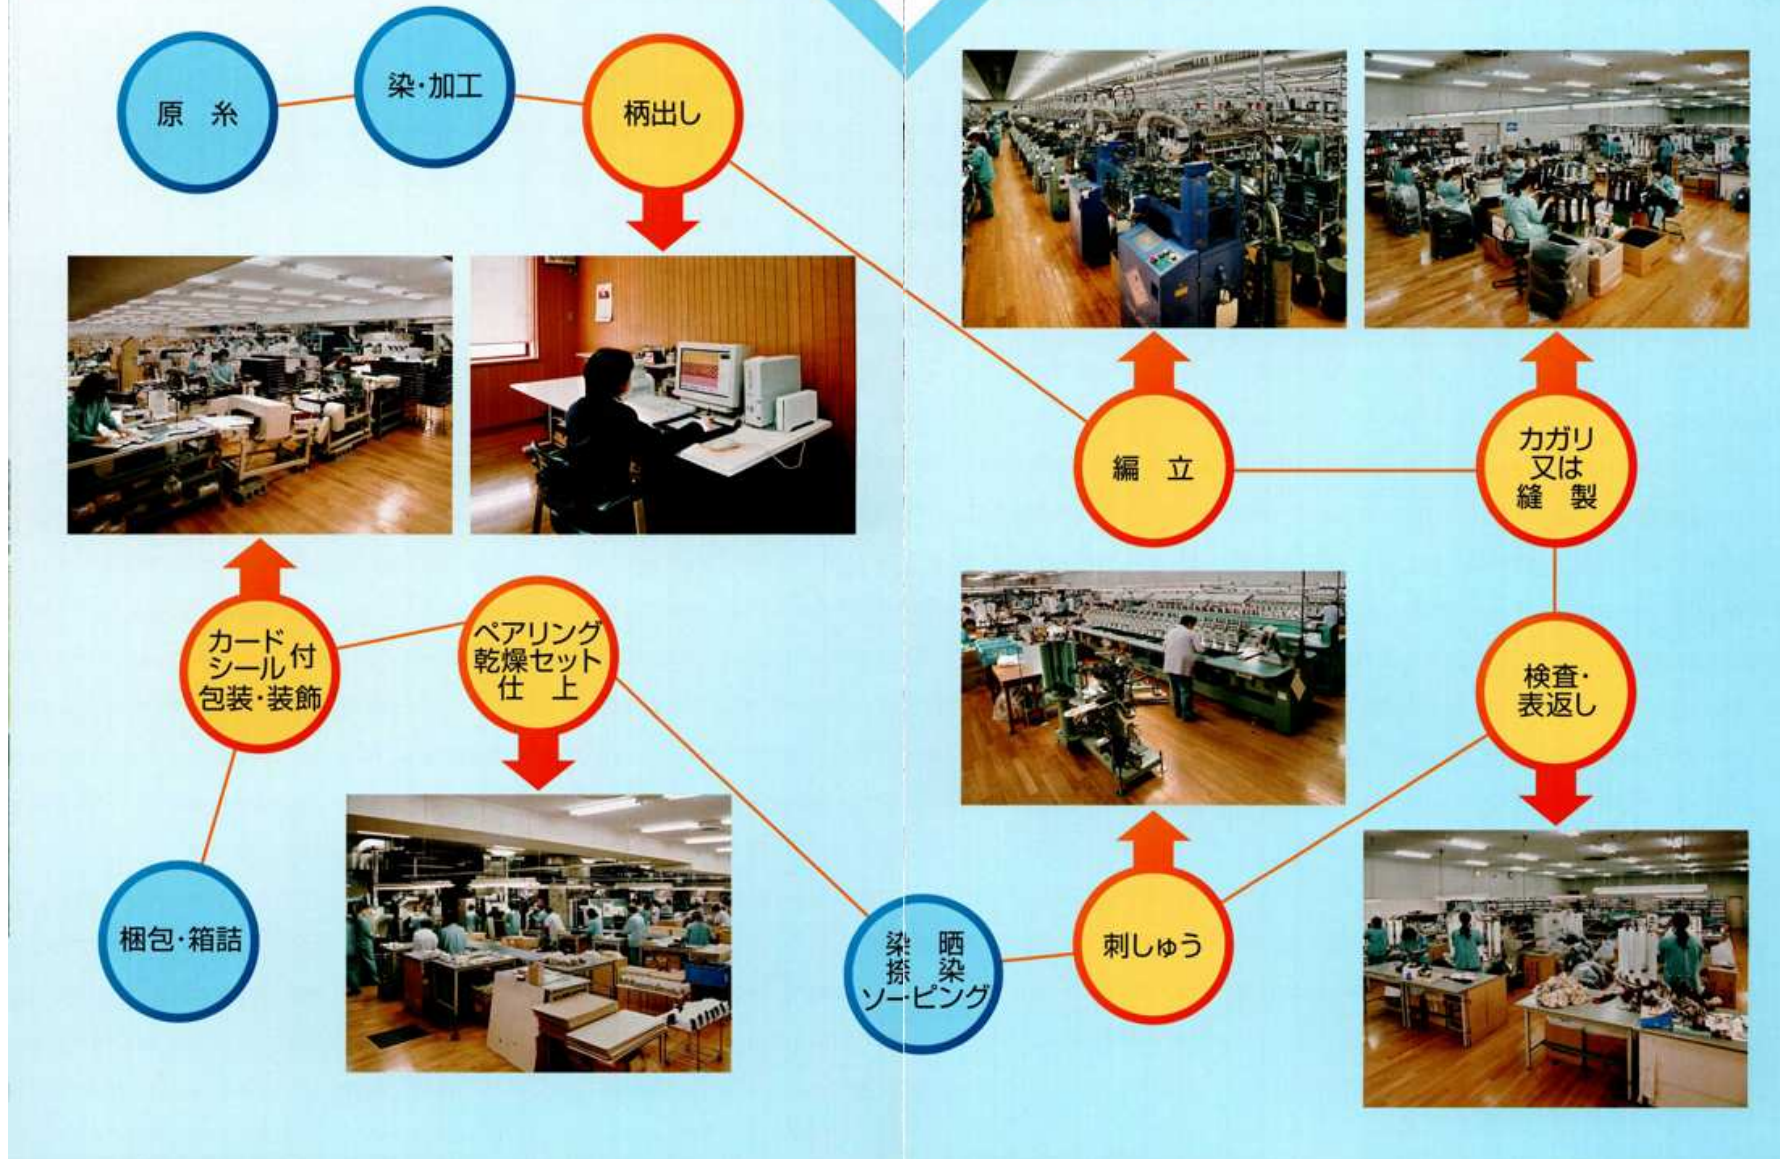 原 糸
染・加工
柄出し
編 立
カガリ
又は
縫 製
検査・
表返し
刺しゅう
染 晒
捺 染
ソーピング
ペアリング
乾燥セット
仕 上
カード
シール付
包装・装飾
梱包・箱詰